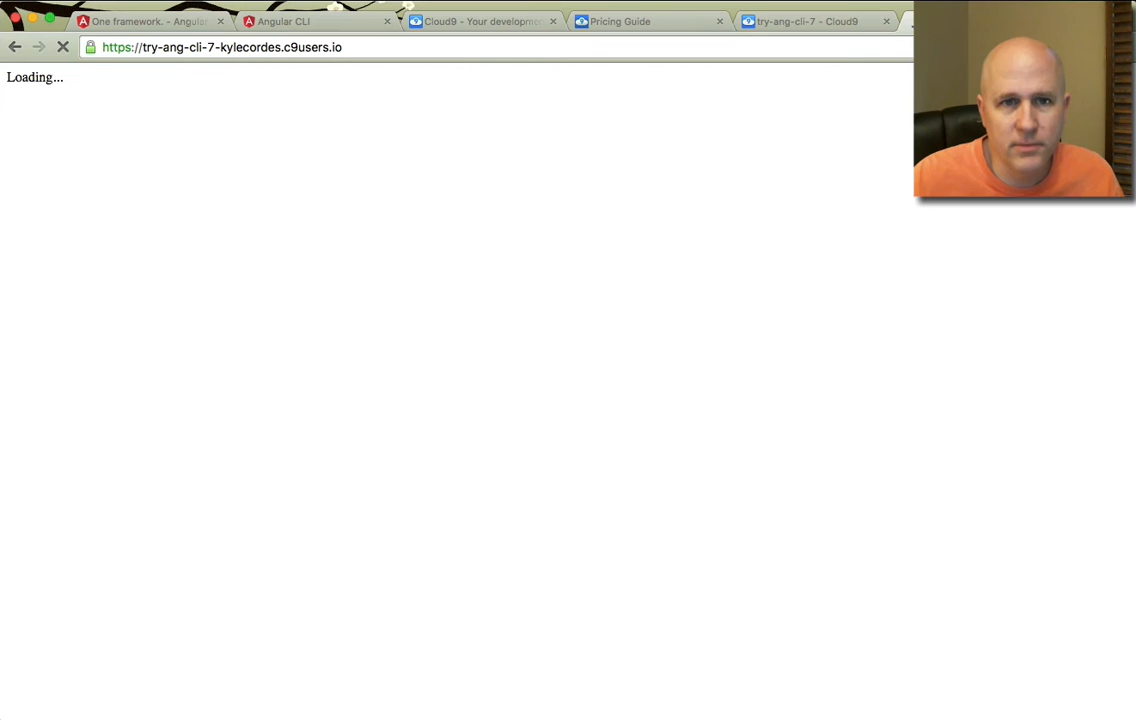 One framework. - Angular
Angular CLI
Cloud9 - Your developmen
Pricing Guide
try-ang-cli-7 - Cloud9
https://try-ang-cli-7-kylecordes.c9users.io
Loading...